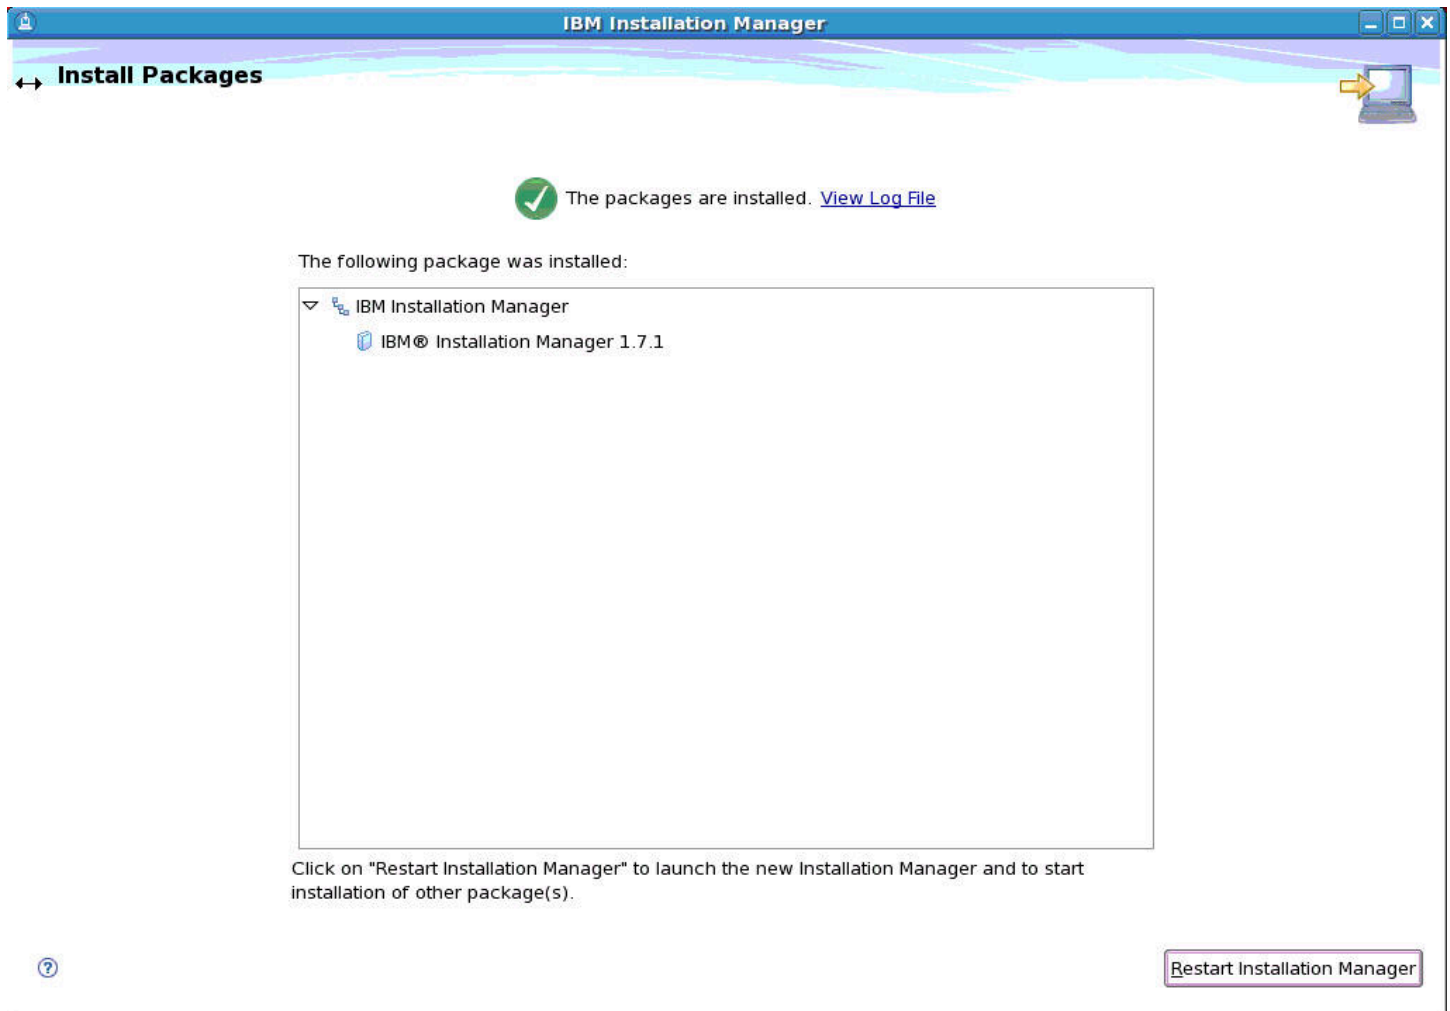 IBM Installation Manager
Install Packages
The packages are installed. View Log File
The following package was installed:
IBM Installation Manager
IBM® Installation Manager 1.7.1
Click on "Restart Installation Manager" to launch the new Installation Manager and to start
installation of other package(s).
?
Restart Installation Manager